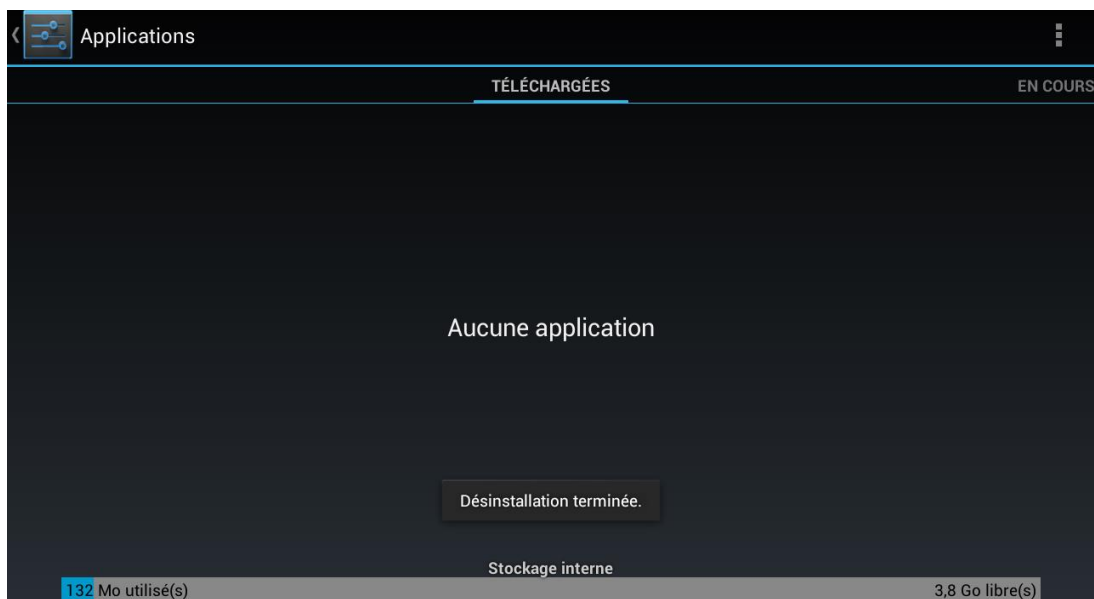 Applications
TÉLÉCHARGÉES
EN COURS
Aucune application
Désinstallation terminée.
Stockage interne
132 Mo utilisé(s)
3,8 Go libre(s)